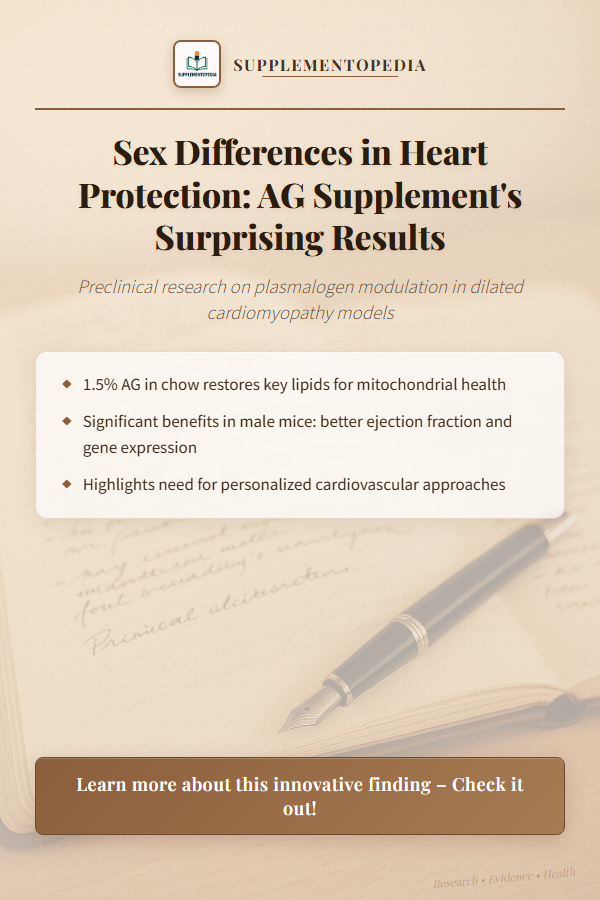 SUPPLEMENTOPEDIA
SUPPLEMENTOPEDIA
Sex Differences in Heart
Protection: AG Supplement's
Surprising Results
Preclinical research on plasmalogen modulation in dilated
cardiomyopathy models
◆ 1.5% AG in chow restores key lipids for mitochondrial health
◆ Significant benefits in male mice: better ejection fraction and
gene expression
◆ Highlights need for personalized cardiovascular approaches
Learn more about this innovative finding – Check it
out!
Research • Evidence • Health